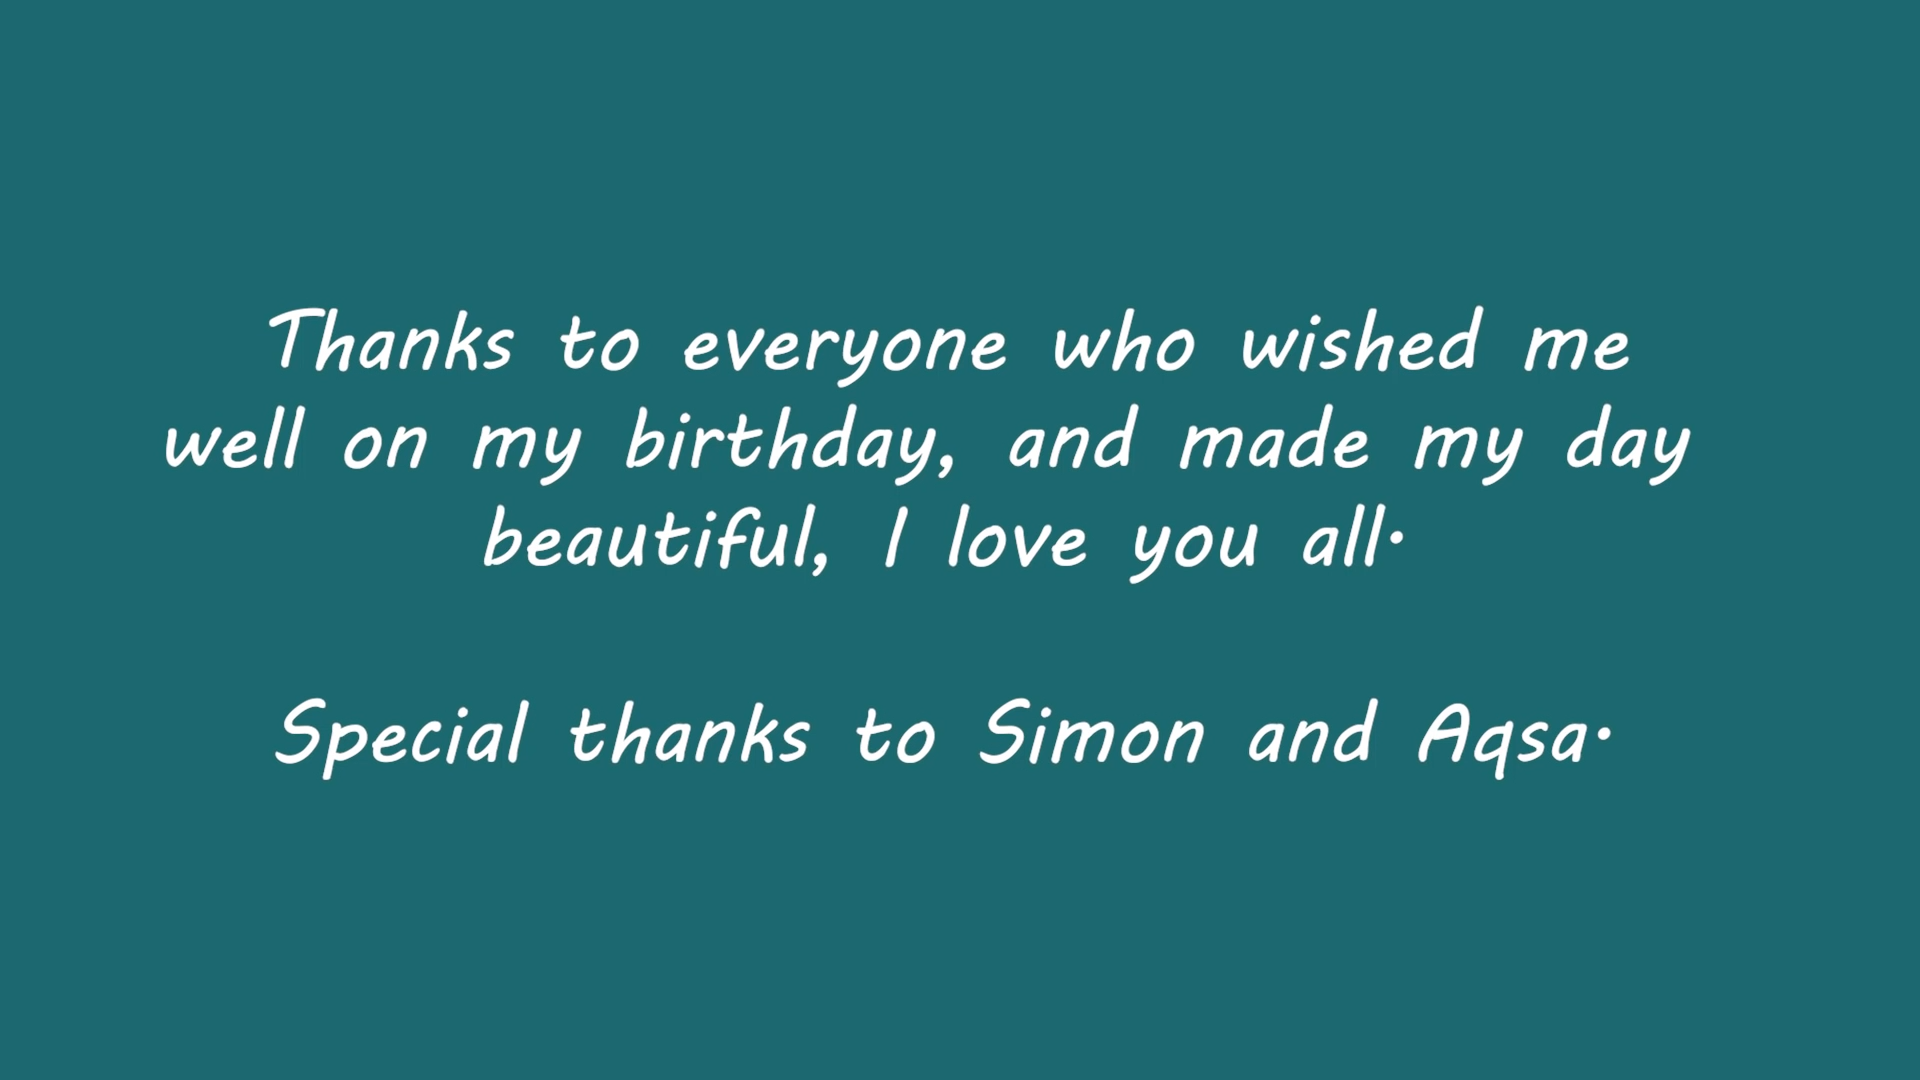 Thanks to everyone who wished me
well on my birthday, and made my day
beautiful, I love you all.
Special thanks to Simon and Aqsa.